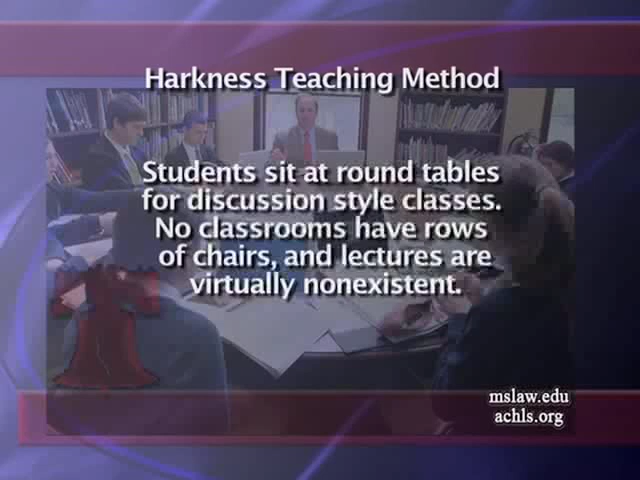 Harkness Teaching Method
Students sit at round tables
for discussion style classes.
No classrooms have rows
of chairs, and lectures are
virtually nonexistent.
mslaw.edu
achls.org